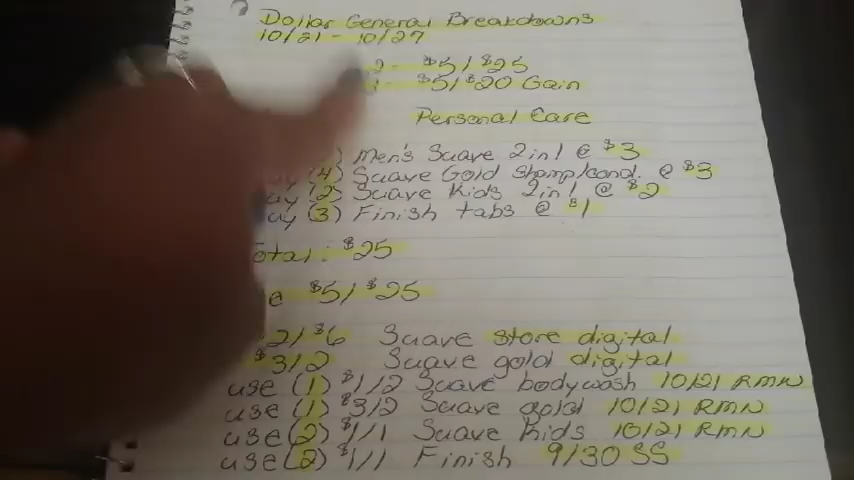 Dollar General Breakdowns
10/21 - 10/27
2 - $5/$25
- $5/$20 Gain
Personal Care
Men's Suave 2in1 @ $3
(4) Suave Gold Shamp/cond. @ $3
(2) Suave Kids 2in1 @ $2
(3) Finish tabs @ $1
Total: $25
$5/$25
2/$6 Suave store digital
$3/2 Suave gold digital
use (1) $1/2 Suave bodywash 10/21 RMN
use (1) $3/2 Suave gold 10/21 RMN
use (2) $1/1 Suave Kids 10/21 RMN
use (2) $1/1 Finish 9/30 SS